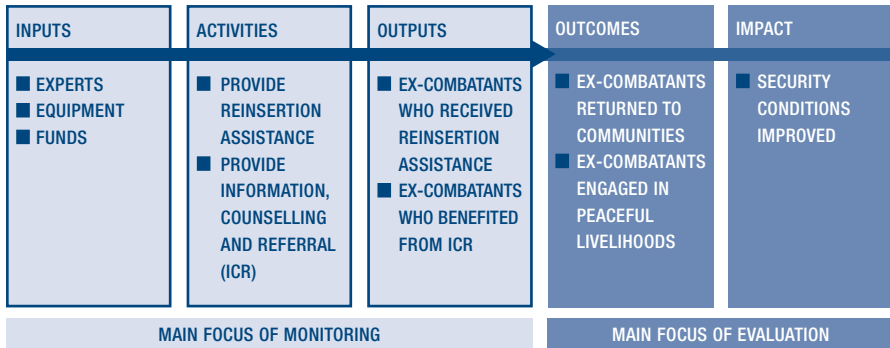 INPUTS
■ EXPERTS
■ EQUIPMENT
■ FUNDS
ACTIVITIES
■ PROVIDE
REINSERTION
ASSISTANCE
■ PROVIDE
INFORMATION,
COUNSELLING
AND REFERRAL
(ICR)
OUTPUTS
■ EX-COMBATANTS
WHO RECEIVED
REINSERTION
ASSISTANCE
■ EX-COMBATANTS
WHO BENEFITED
FROM ICR
OUTCOMES
■ EX-COMBATANTS
RETURNED TO
COMMUNITIES
■ EX-COMBATANTS
ENGAGED IN
PEACEFUL
LIVELIHOODS
IMPACT
■ SECURITY
CONDITIONS
IMPROVED
MAIN FOCUS OF MONITORING
MAIN FOCUS OF EVALUATION